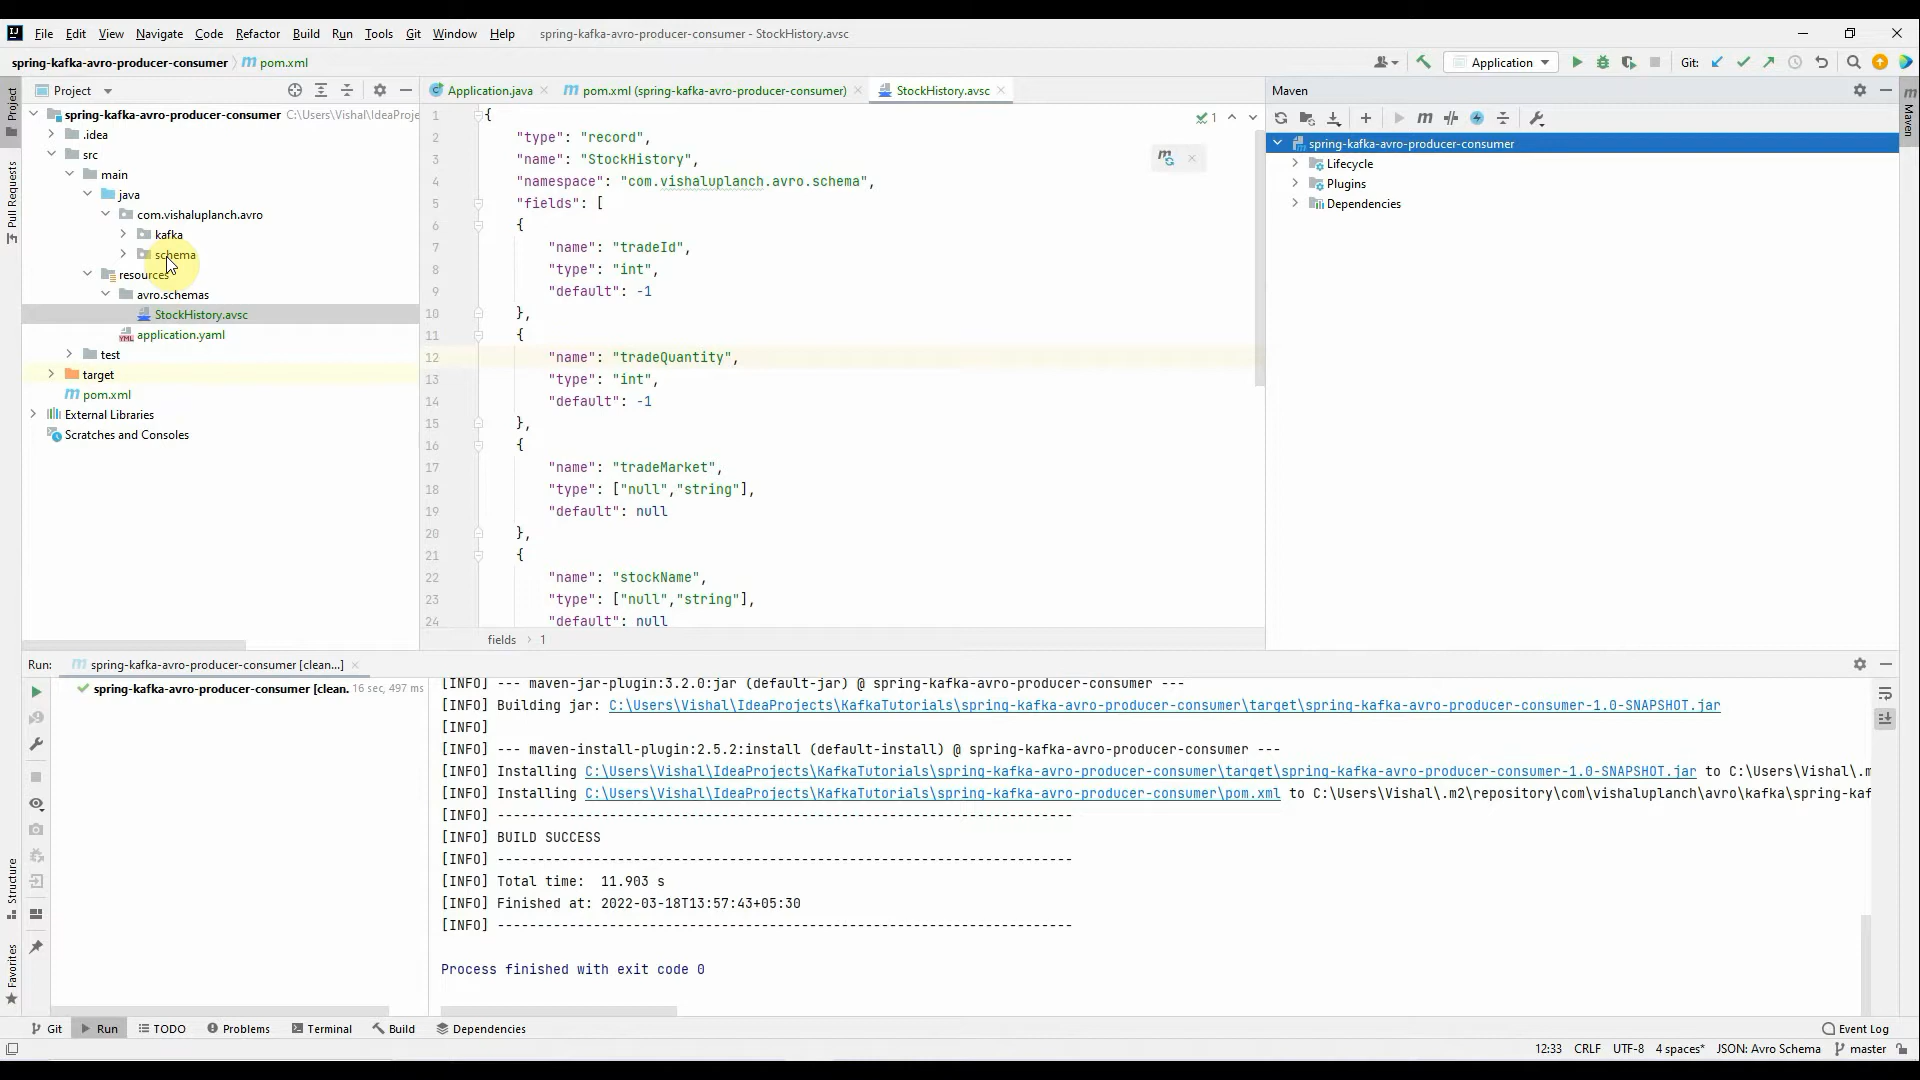 File Edit View Navigate Code Refactor Build Run Tools Git Window Help spring-kafka-avro-producer-consumer - StockHistory.avsc
spring-kafka-avro-producer-consumer pom.xml
Application
Git:
Project
Application.java
pom.xml (spring-kafka-avro-producer-consumer)
StockHistory.avsc
Maven
Project
Pull Requests
Structure
Favorites
Maven
spring-kafka-avro-producer-consumer C:\Users\Vishal\IdeaProje
.idea
src
main
java
com.vishaluplanch.avro
kafka
schema
resources
avro.schemas
StockHistory.avsc
application.yaml
test
target
pom.xml
External Libraries
Scratches and Consoles
1 {
2 "type": "record",
3 "name": "StockHistory",
4 "namespace": "com.vishaluplanch.avro.schema",
5 "fields": [
6 {
7 "name": "tradeId",
8 "type": "int",
9 "default": -1
10 },
11 {
12 "name": "tradeQuantity",
13 "type": "int",
14 "default": -1
15 },
16 {
17 "name": "tradeMarket",
18 "type": ["null","string"],
19 "default": null
20 },
21 {
22 "name": "stockName",
23 "type": ["null","string"],
24 "default": null
1
fields 1
spring-kafka-avro-producer-consumer
Lifecycle
Plugins
Dependencies
Run: spring-kafka-avro-producer-consumer [clean...]
spring-kafka-avro-producer-consumer [clean. 16 sec, 497 ms
[INFO] --- maven-jar-plugin:3.2.0:jar (default-jar) @ spring-kafka-avro-producer-consumer ---
[INFO] Building jar: C:\Users\Vishal\IdeaProjects\KafkaTutorials\spring-kafka-avro-producer-consumer\target\spring-kafka-avro-producer-consumer-1.0-SNAPSHOT.jar
[INFO]
[INFO] --- maven-install-plugin:2.5.2:install (default-install) @ spring-kafka-avro-producer-consumer ---
[INFO] Installing C:\Users\Vishal\IdeaProjects\KafkaTutorials\spring-kafka-avro-producer-consumer\target\spring-kafka-avro-producer-consumer-1.0-SNAPSHOT.jar to C:\Users\Vishal\.m
[INFO] Installing C:\Users\Vishal\IdeaProjects\KafkaTutorials\spring-kafka-avro-producer-consumer\pom.xml to C:\Users\Vishal\.m2\repository\com\vishaluplanch\avro\kafka\spring-kaf
[INFO] ------------------------------------------------------------------------
[INFO] BUILD SUCCESS
[INFO] ------------------------------------------------------------------------
[INFO] Total time:  11.903 s
[INFO] Finished at: 2022-03-18T13:57:43+05:30
[INFO] ------------------------------------------------------------------------
Process finished with exit code 0
Git Run TODO Problems Terminal Build Dependencies Event Log
12:33 CRLF UTF-8 4 spaces* JSON: Avro Schema master